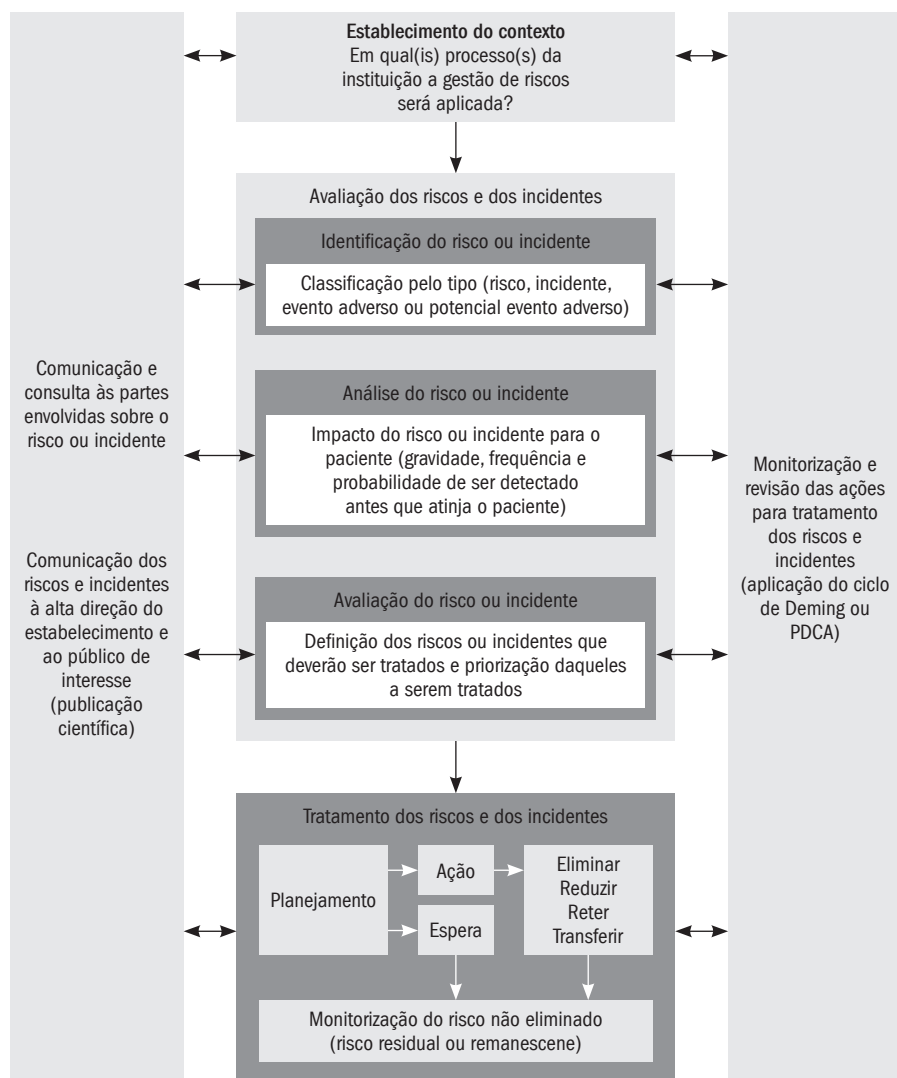 Establecimento do contexto
Em qual(is) processo(s) da
instituição a gestão de riscos
será aplicada?
Avaliação dos riscos e dos incidentes
Identificação do risco ou incidente
Classificação pelo tipo (risco, incidente,
evento adverso ou potencial evento adverso)
Análise do risco ou incidente
Impacto do risco ou incidente para o
paciente (gravidade, frequência e
probabilidade de ser detectado
antes que atinja o paciente)
Avaliação do risco ou incidente
Definição dos riscos ou incidentes que
deverão ser tratados e priorização daqueles
a serem tratados
Comunicação e
consulta às partes
envolvidas sobre o
risco ou incidente
Comunicação dos
riscos e incidentes
à alta direção do
estabelecimento e
ao público de
interesse
(publicação
científica)
Monitorização e
revisão das ações
para tratamento
dos riscos e
incidentes
(aplicação do ciclo
de Deming ou
PDCA)
Tratamento dos riscos e dos incidentes
Planejamento
Ação
Espera
Eliminar
Reduzir
Reter
Transferir
Monitorização do risco não eliminado
(risco residual ou remanescene)